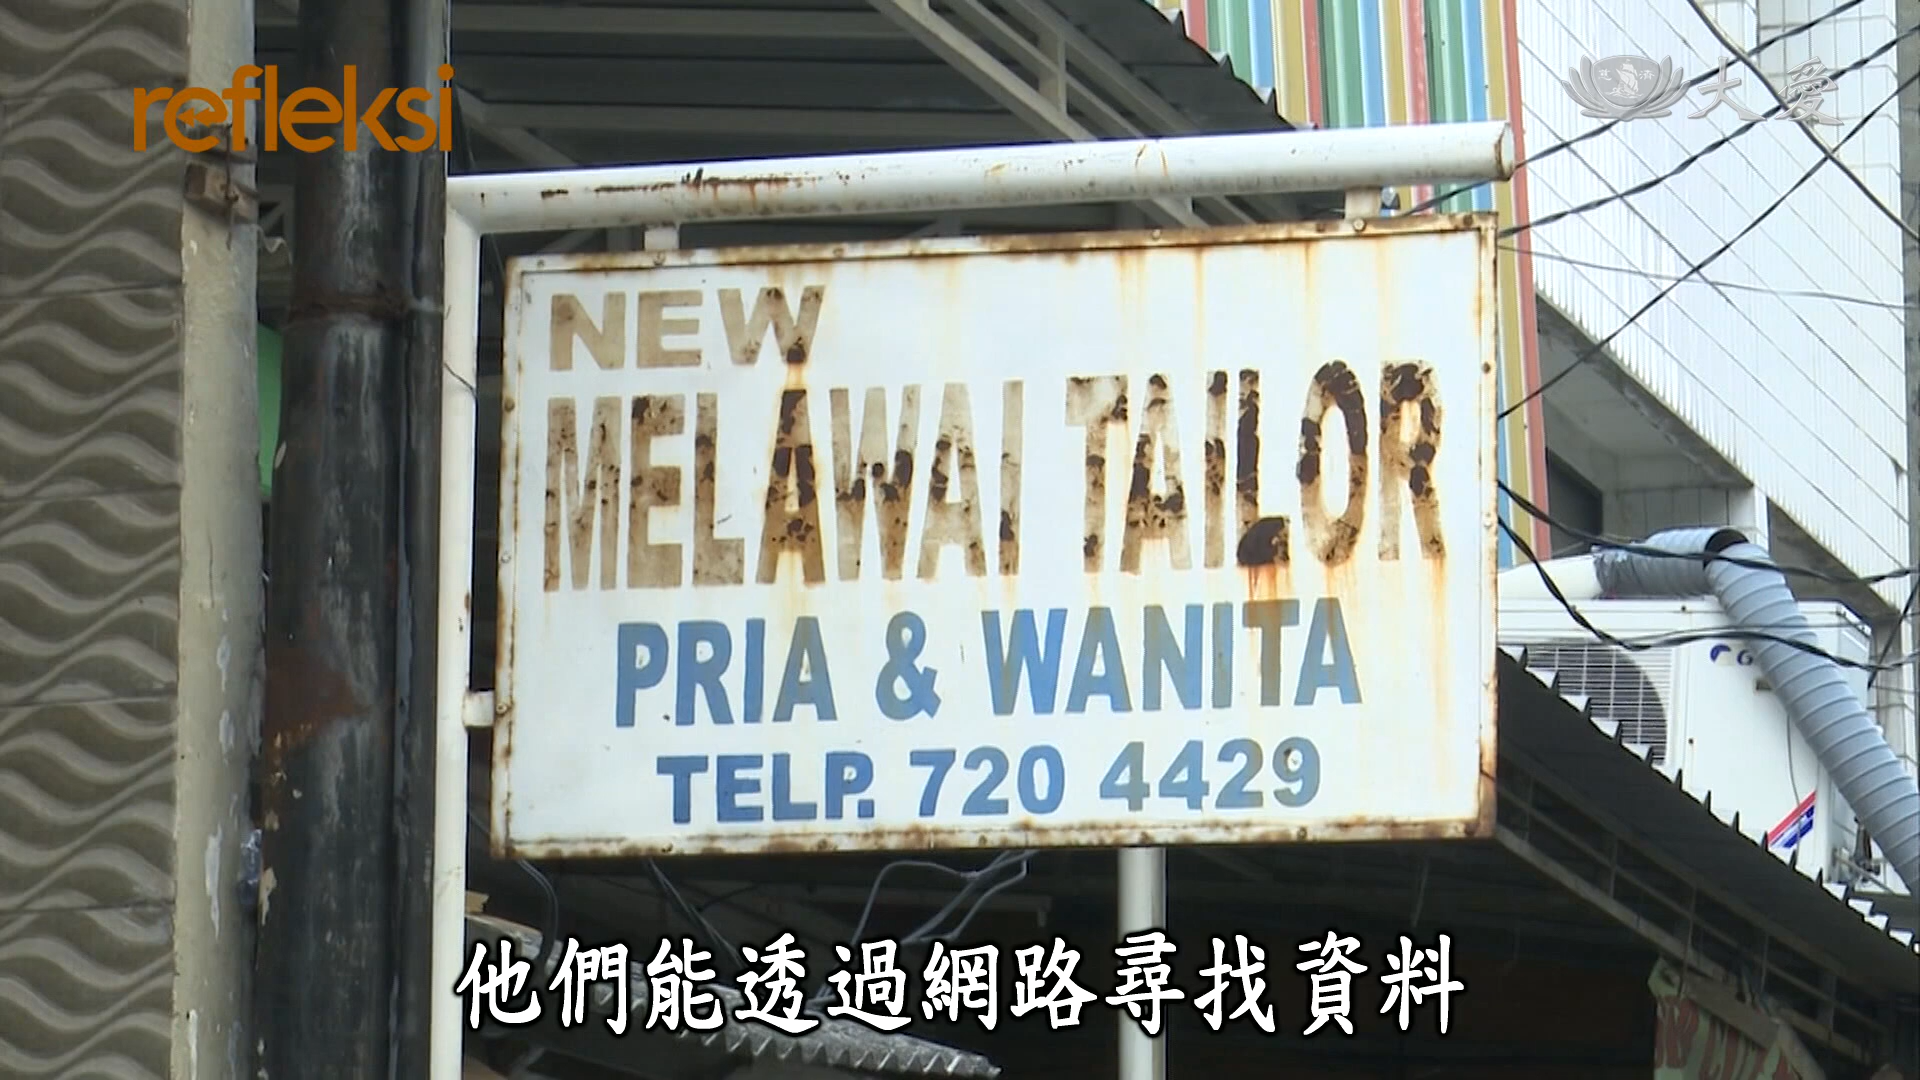 refleksi
大愛
NEW
MELAWAI TAILOR
PRIA & WANITA
TELP. 720 4429
他們能透過網路尋找資料